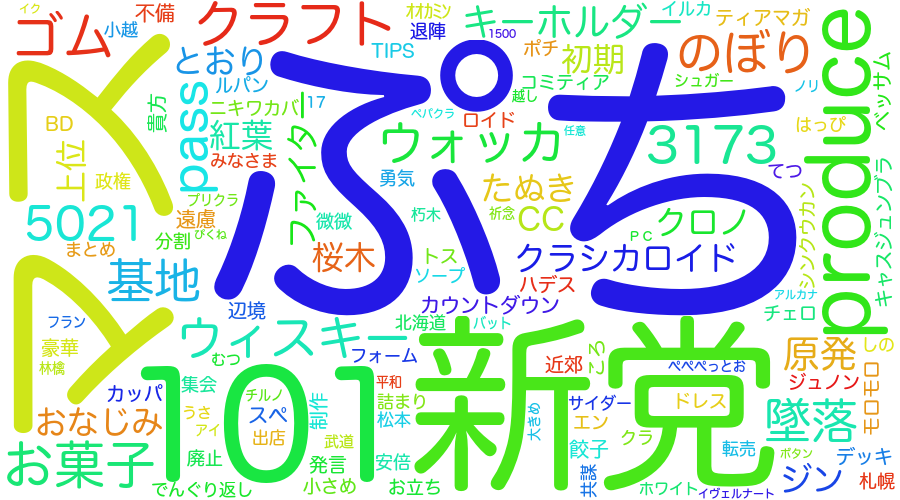 ぷち
新党
マス
101
produce
ゴム
クラフト
キーホルダー
のぼり
ウォッカ
3173
5021
基地
ウィスキー
お菓子
pass
とおり
紅葉
ファイター
たぬき
CC
クロノ
クラシカロイド
桜木
原発
墜落
ジン
初期
上位
不備
小越
イク
オオカミン
退陣
1500
TIPS
ポチ
イルカ
ティアマガ
コミティア
シュガー
ノリ
はっぴ
ベッサム
ルパン
ニキワカバ
17
越し
ペパクラ
ロイド
任意
BD
貴方
みなさま
政権
プリクラ
勇気
遠慮
微微
朽木
祈念
てつ
シンクウカン
キャスジュンブラ
まとめ
分割
ぴくね
トス
ソープ
PC
ハデス
カウントダウン
アルカナ
チェロ
辺境
北海道
バット
フラン
豪華
林檎
むつ
フォーム
近郊
ころ
ぺぺぺっとお
しの
ジュノン
モロモロ
カッパ
集会
チルノ
平和
詰まり
サイダー
ドレス
おなじみ
うさ
スペ
制作
アイ
松本
大きめ
エン
クラ
廃止
出店
武道
餃子
転売
ボタン
デッキ
発言
安倍
共謀
でんぐり返し
小さめ
お立ち
ホワイト
イヴェルナート
札幌